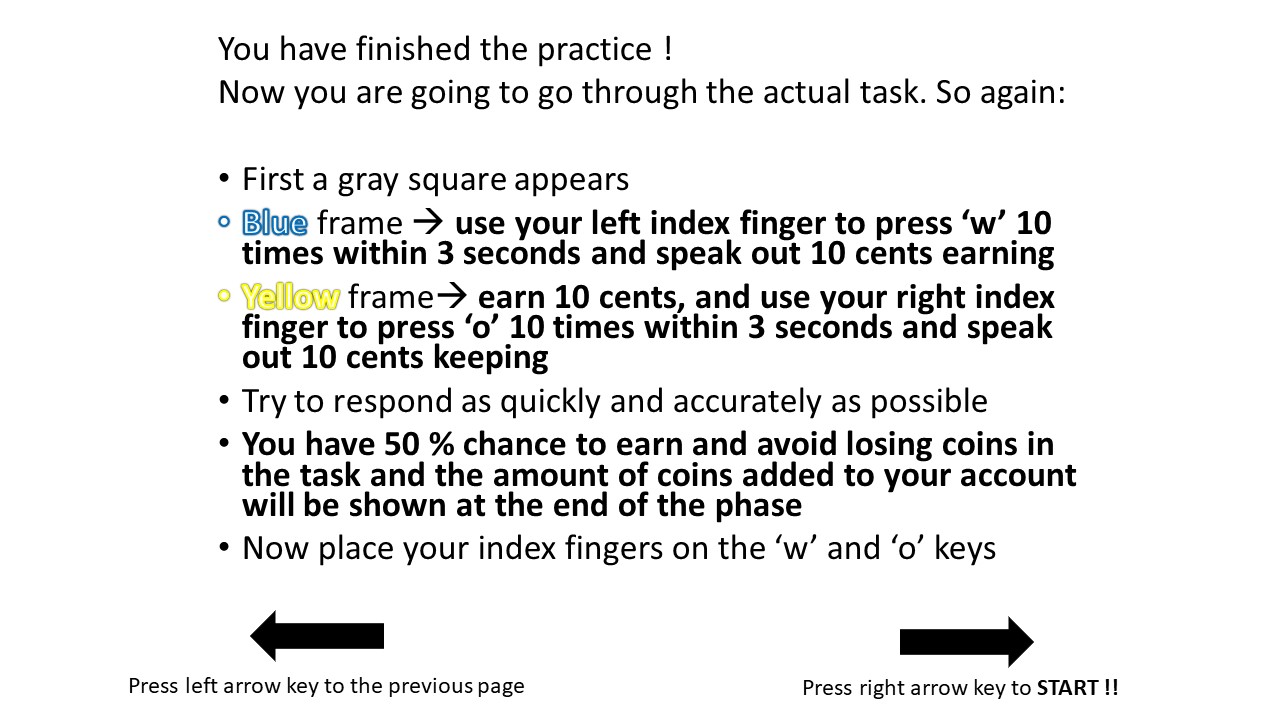 You have finished the practice !
Now you are going to go through the actual task. So again:
• First a gray square appears
• Blue frame → use your left index finger to press ‘w’ 10
times within 3 seconds and speak out 10 cents earning
• Yellow frame→ earn 10 cents, and use your right index
finger to press ‘o’ 10 times within 3 seconds and speak
out 10 cents keeping
• Try to respond as quickly and accurately as possible
• You have 50 % chance to earn and avoid losing coins in
the task and the amount of coins added to your account
will be shown at the end of the phase
• Now place your index fingers on the ‘w’ and ‘o’ keys
Press left arrow key to the previous page
Press right arrow key to START !!